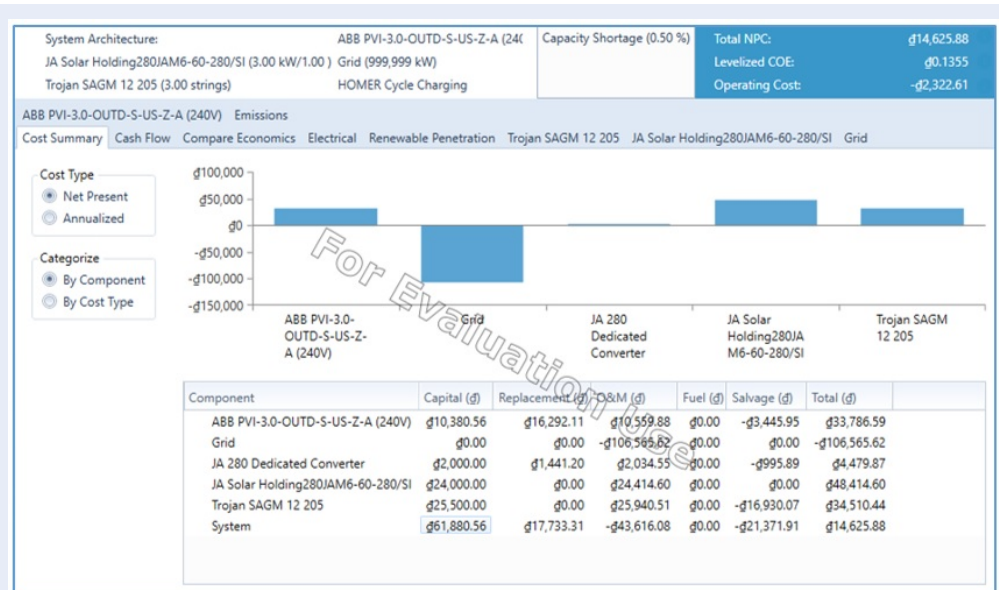 System Architecture: ABB PVI-3.0-OUTD-S-US-Z-A (240 Capacity Shortage (0.50 %) Total NPC: ₫14,625.88
JA Solar Holding280JAM6-60-280/SI (3.00 kW/1.00 ) Grid (999,999 kW) Levelized COE: ₫0.1355
Trojan SAGM 12 205 (3.00 strings) HOMER Cycle Charging Operating Cost: -₫2,322.61
ABB PVI-3.0-OUTD-S-US-Z-A (240V) Emissions
Cost Summary Cash Flow Compare Economics Electrical Renewable Penetration Trojan SAGM 12 205 JA Solar Holding280JAM6-60-280/SI Grid
Cost Type
Net Present
Annualized
Categorize
By Component
By Cost Type
₫100,000
₫50,000
₫0
-₫50,000
-₫100,000
-₫150,000
ABB PVI-3.0-
OUTD-S-US-Z-
A (240V)
Grid
JA 280
Dedicated
Converter
JA Solar
Holding280JA
M6-60-280/SI
Trojan SAGM
12 205
For Evaluation Use
Component Capital (₫) Replacement (₫) O&M (₫) Fuel (₫) Salvage (₫) Total (₫)
ABB PVI-3.0-OUTD-S-US-Z-A (240V) ₫10,380.56 ₫16,292.11 ₫10,559.88 ₫0.00 -₫3,445.95 ₫33,786.59
Grid ₫0.00 ₫0.00 -₫106,565.62 ₫0.00 ₫0.00 -₫106,565.62
JA 280 Dedicated Converter ₫2,000.00 ₫1,441.20 ₫2,034.55 ₫0.00 -₫995.89 ₫4,479.87
JA Solar Holding280JAM6-60-280/SI ₫24,000.00 ₫0.00 ₫24,414.60 ₫0.00 ₫0.00 ₫48,414.60
Trojan SAGM 12 205 ₫25,500.00 ₫0.00 ₫25,940.51 ₫0.00 -₫16,930.07 ₫34,510.44
System ₫61,880.56 ₫17,733.31 -₫43,616.08 ₫0.00 -₫21,371.91 ₫14,625.88